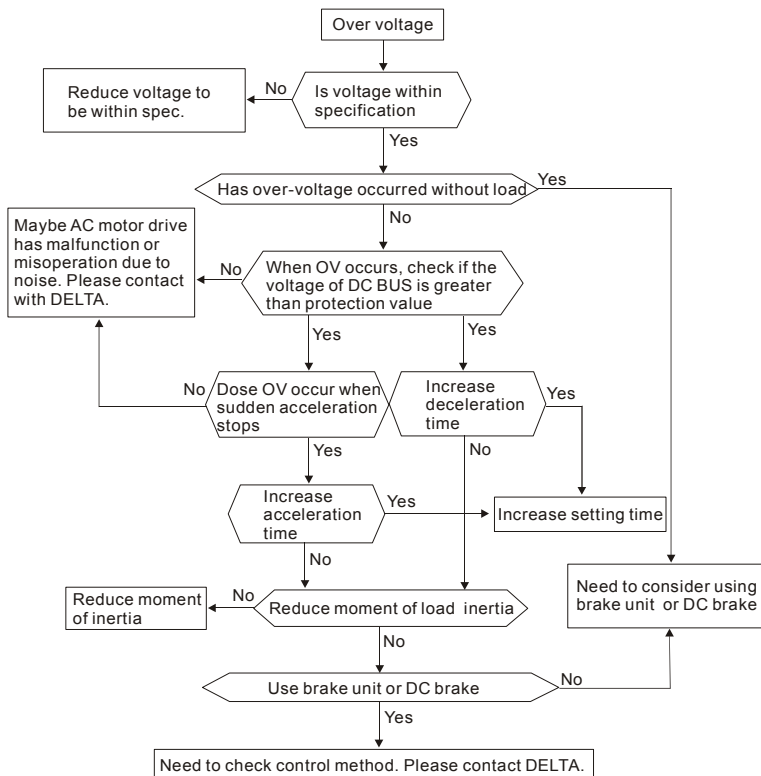 Over voltage
Is voltage within
specification
No
Reduce voltage to
be within spec.
Yes
Has over-voltage occurred without load
Yes
No
Maybe AC motor drive
has malfunction or
misoperation due to
noise. Please contact
with DELTA.
No
When OV occurs, check if the
voltage of DC BUS is greater
than protection value
Yes
Yes
No
Dose OV occur when
sudden acceleration
stops
Increase
deceleration
time
Yes
Yes
No
Increase
acceleration
time
Yes
Increase setting time
No
Need to consider using
brake unit or DC brake
Reduce moment
of inertia
No
Reduce moment of load inertia
No
Use brake unit or DC brake
No
Yes
Need to check control method. Please contact DELTA.